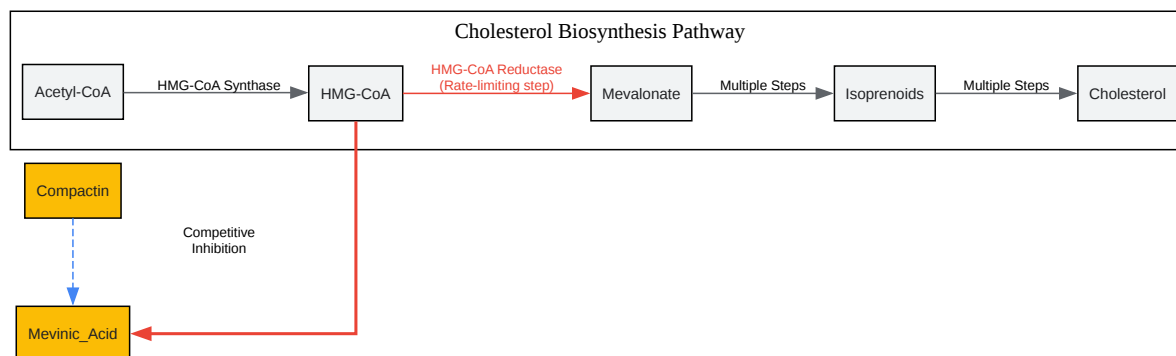 Cholesterol Biosynthesis Pathway
Acetyl-CoA
HMG-CoA Synthase
HMG-CoA
HMG-CoA Reductase
(Rate-limiting step)
Mevalonate
Multiple Steps
Isoprenoids
Multiple Steps
Cholesterol
Compactin
Competitive
Inhibition
Mevinic_Acid